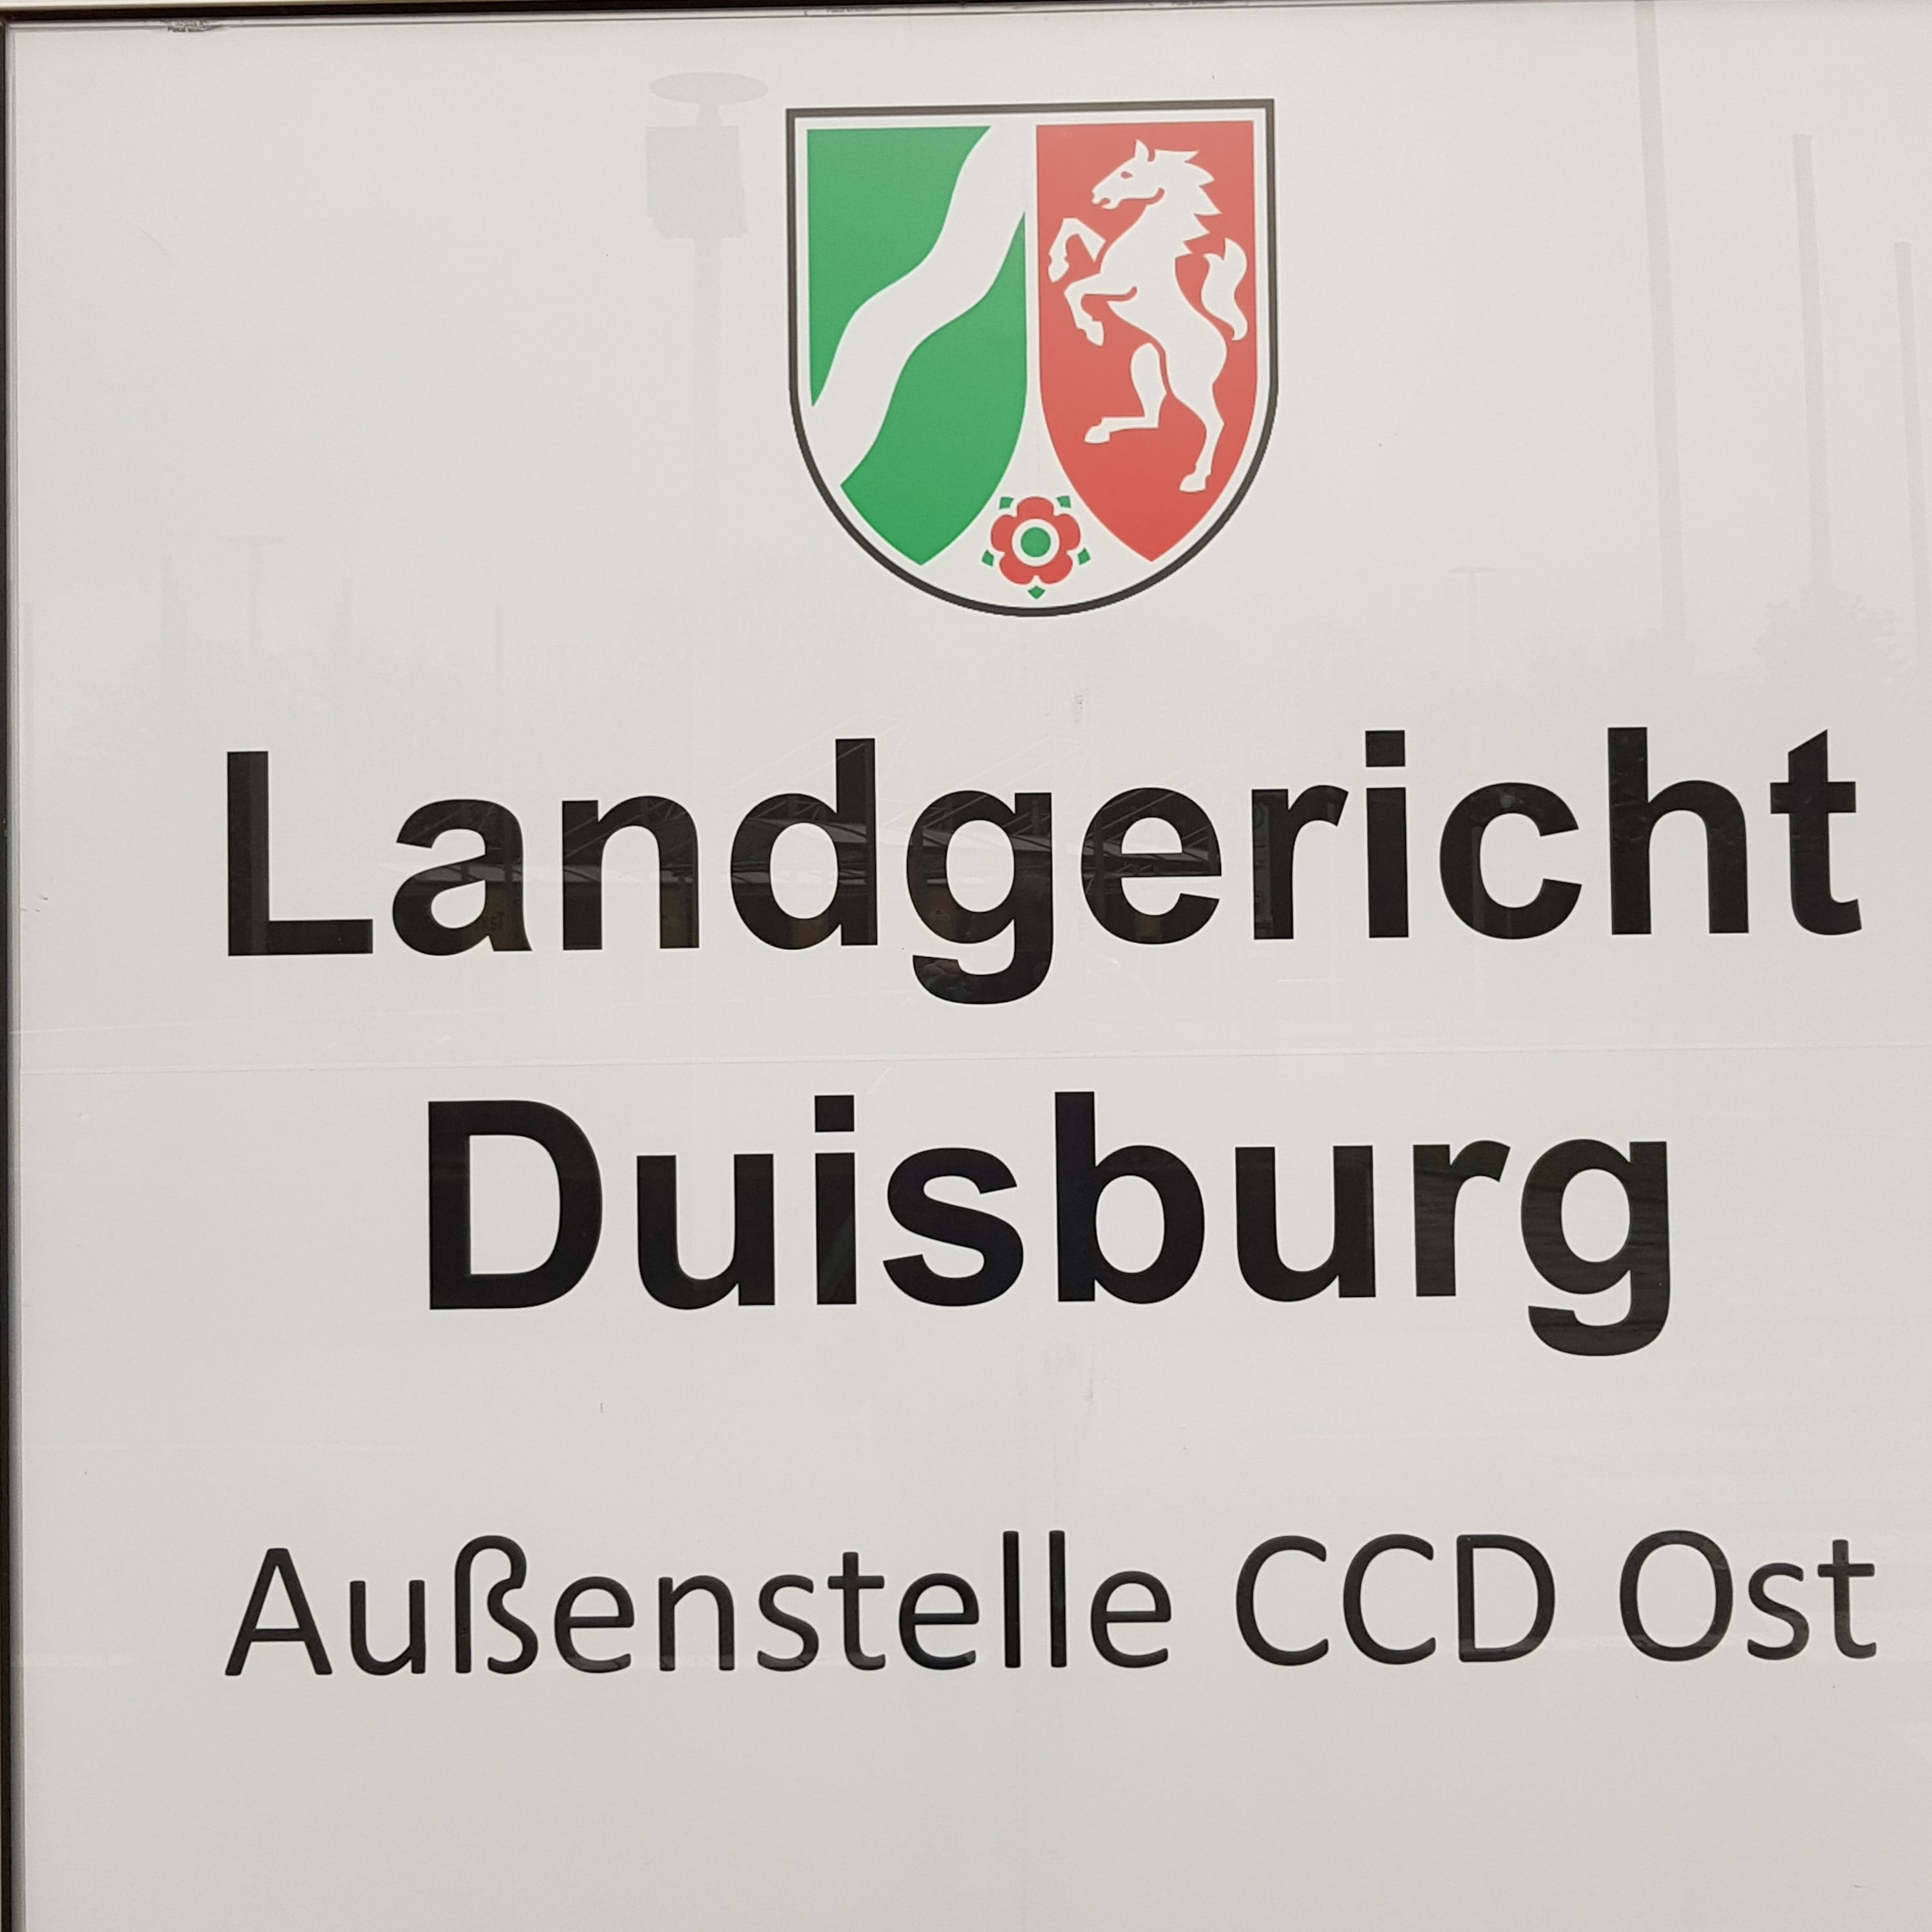 Landgericht
Duisburg
Außenstelle CCD Ost